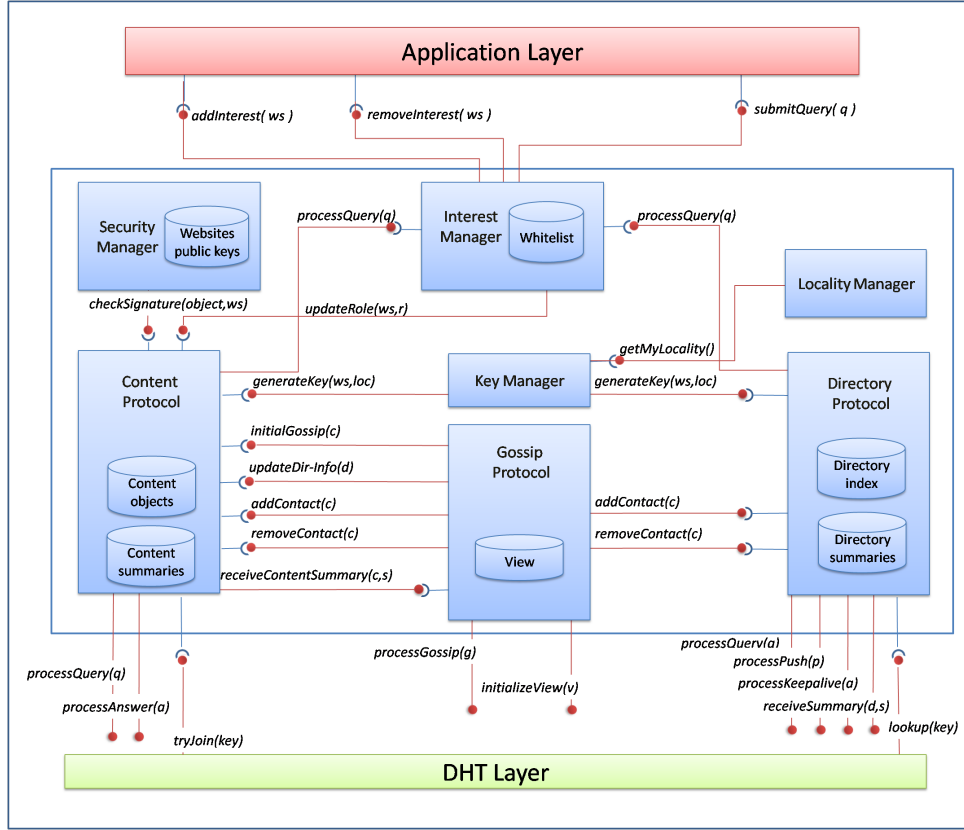 Application Layer
addInterest( ws )
removeInterest( ws )
submitQuery( q )
Security
Manager
Websites
public keys
processQuery(q)
Interest
Manager
Whitelist
processQuery(q)
Locality Manager
checkSignature(object,ws)
updateRole(ws,r)
getMyLocality()
Content
Protocol
generateKey(ws,loc)
Key Manager
generateKey(ws,loc)
Directory
Protocol
initialGossip(c)
Gossip
Protocol
updateDir-Info(d)
Content
objects
Directory
index
addContact(c)
addContact(c)
removeContact(c)
removeContact(c)
Content
summaries
View
Directory
summaries
receiveContentSummary(c,s)
processQuery(q)
processAnswer(a)
tryJoin(key)
processGossip(g)
initializeView(v)
processQuery(q)
processPush(p)
processKeepalive(a)
receiveSummary(d,s)
lookup(key)
DHT Layer